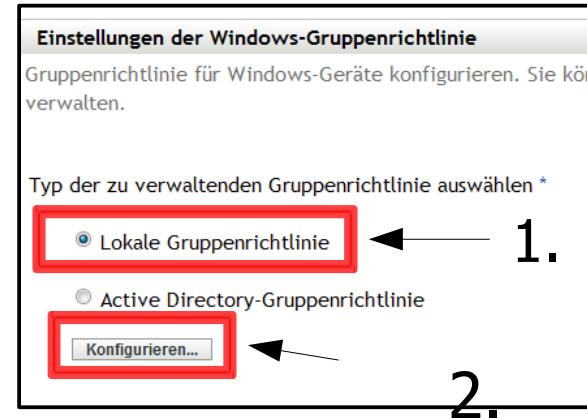 Einstellungen der Windows-Gruppenrichtlinie
Gruppenrichtlinie für Windows-Geräte konfigurieren. Sie kö
verwalten.
Typ der zu verwaltenden Gruppenrichtlinie auswählen *
Lokale Gruppenrichtlinie 1.
Active Directory-Gruppenrichtlinie
Konfigurieren...
2.